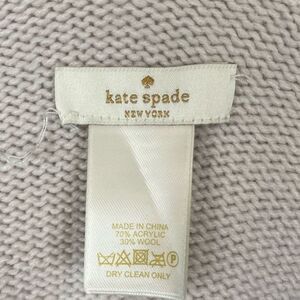 kate spade
NEW YORK
MADE IN CHINA
70% ACRYLIC
30% WOOL
P
DRY CLEAN ONLY